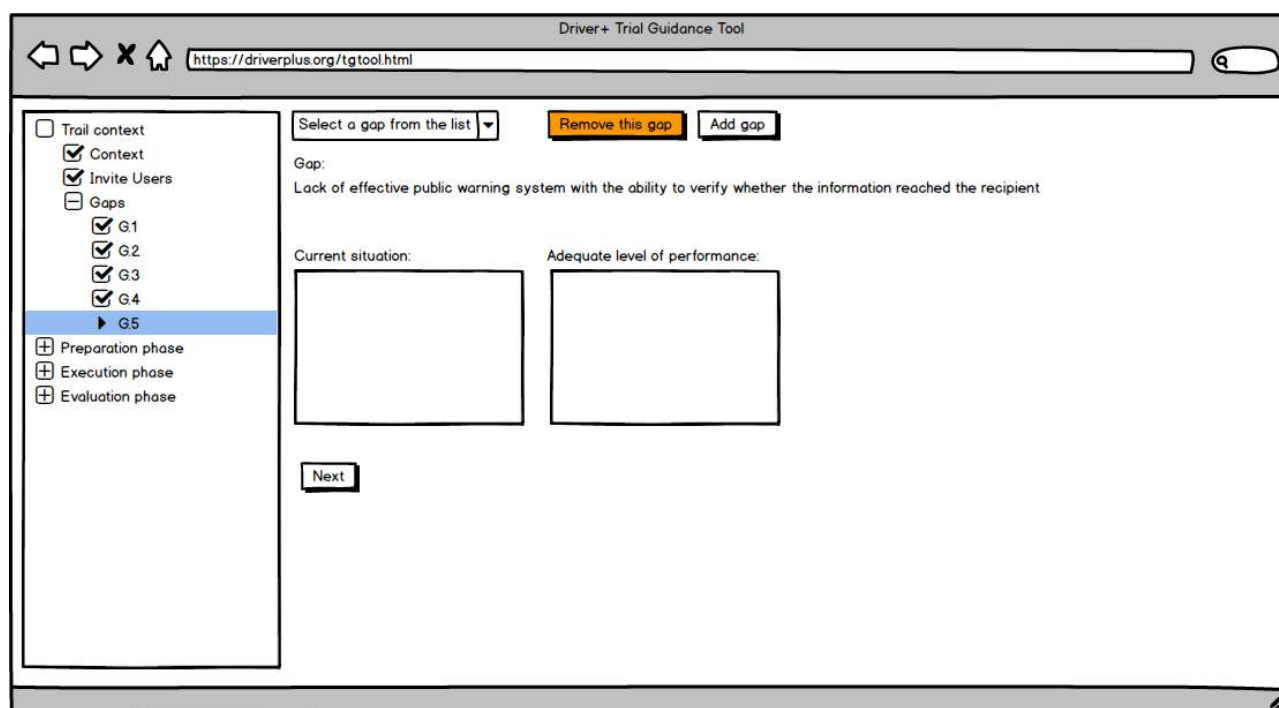 Driver+ Trial Guidance Tool
https://driverplus.org/tgtool.html
Trail context
Context
Invite Users
Gaps
G.1
G.2
G.3
G.4
G.5
Preparation phase
Execution phase
Evaluation phase
Select a gap from the list
Remove this gap
Add gap
Gap:
Lack of effective public warning system with the ability to verify whether the information reached the recipient
Current situation:
Adequate level of performance:
Next